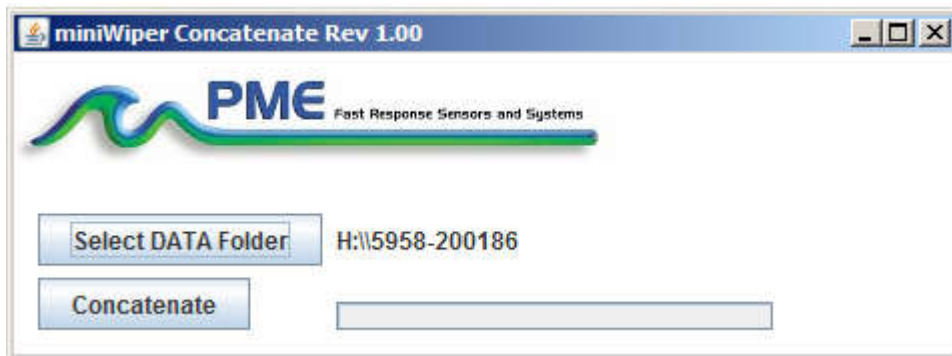 miniWiper Concatenate Rev 1.00
PME Fast Response Sensors and Systems
Select DATA Folder H:\\5958-200186
Concatenate